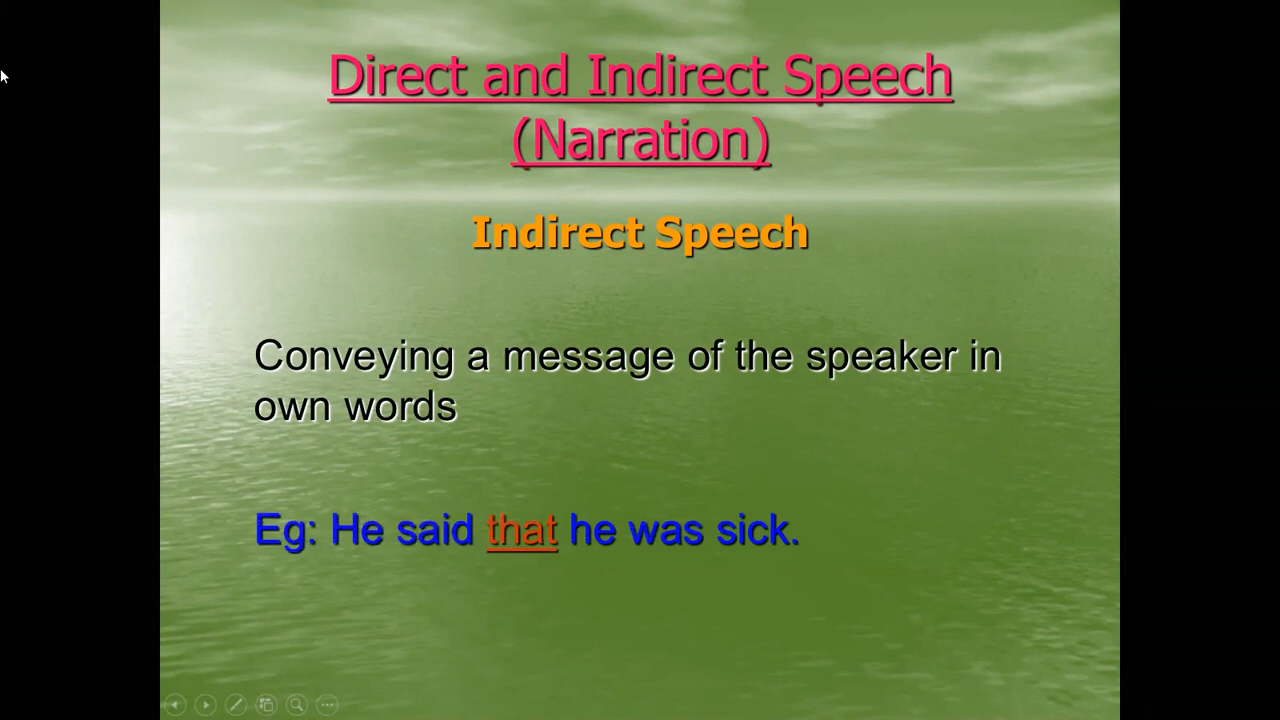 Direct and Indirect Speech
(Narration)
Indirect Speech
Conveying a message of the speaker in
own words
Eg: He said that he was sick.